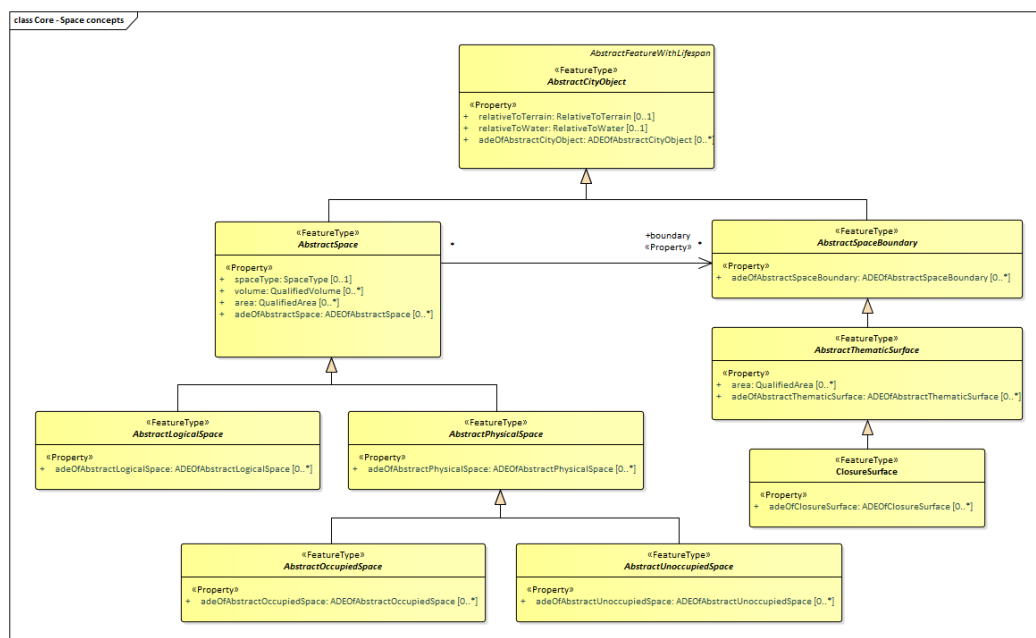 class Core - Space concepts
AbstractFeatureWithLifespan
«FeatureType»
AbstractCityObject
«Property»
+ relativeToTerrain: RelativeToTerrain [0..1]
+ relativeToWater: RelativeToWater [0..1]
+ adeOfAbstractCityObject: ADEOfAbstractCityObject [0..*]
«FeatureType»
AbstractSpace
«Property»
+ spaceType: SpaceType [0..1]
+ volume: QualifiedVolume [0..*]
+ area: QualifiedArea [0..*]
+ adeOfAbstractSpace: ADEOfAbstractSpace [0..*]
*
+boundary
«Property» *
«FeatureType»
AbstractSpaceBoundary
«Property»
+ adeOfAbstractSpaceBoundary: ADEOfAbstractSpaceBoundary [0..*]
«FeatureType»
AbstractThematicSurface
«Property»
+ area: QualifiedArea [0..*]
+ adeOfAbstractThematicSurface: ADEOfAbstractThematicSurface [0..*]
«FeatureType»
AbstractLogicalSpace
«Property»
+ adeOfAbstractLogicalSpace: ADEOfAbstractLogicalSpace [0..*]
«FeatureType»
AbstractPhysicalSpace
«Property»
+ adeOfAbstractPhysicalSpace: ADEOfAbstractPhysicalSpace [0..*]
«FeatureType»
ClosureSurface
«Property»
+ adeOfClosureSurface: ADEOfClosureSurface [0..*]
«FeatureType»
AbstractOccupiedSpace
«Property»
+ adeOfAbstractOccupiedSpace: ADEOfAbstractOccupiedSpace [0..*]
«FeatureType»
AbstractUnoccupiedSpace
«Property»
+ adeOfAbstractUnoccupiedSpace: ADEOfAbstractUnoccupiedSpace [0..*]